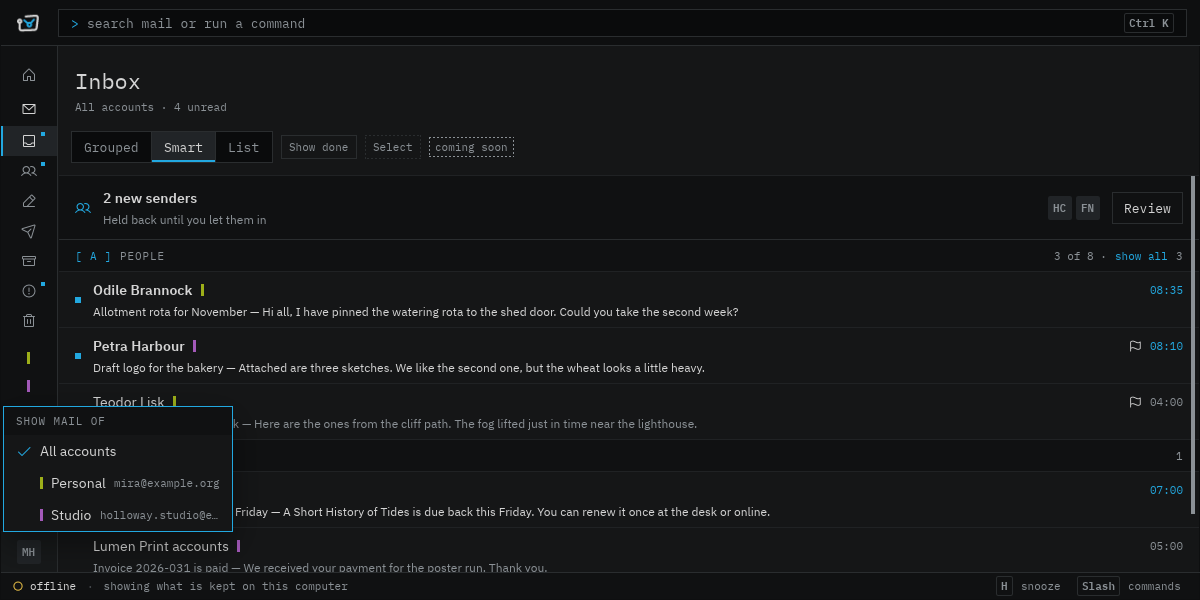 > search mail or run a command Ctrl K
Inbox
All accounts · 4 unread
Grouped Smart List Show done Select coming soon
2 new senders
Held back until you let them in
HC FN Review
[ A ] PEOPLE 3 of 8 · show all 3
Odile Brannock 08:35
Allotment rota for November — Hi all, I have pinned the watering rota to the shed door. Could you take the second week?
Petra Harbour 08:10
Draft logo for the bakery — Attached are three sketches. We like the second one, but the wheat looks a little heavy.
Teodor Lisk 04:00
k — Here are the ones from the cliff path. The fog lifted just in time near the lighthouse.
SHOW MAIL OF
All accounts
1
Personal mira@example.org
07:00
Studio holloway.studio@e…
Friday — A Short History of Tides is due back this Friday. You can renew it once at the desk or online.
MH
Lumen Print accounts 05:00
Invoice 2026-031 is paid — We received your payment for the poster run. Thank you.
offline · showing what is kept on this computer H snooze Slash commands